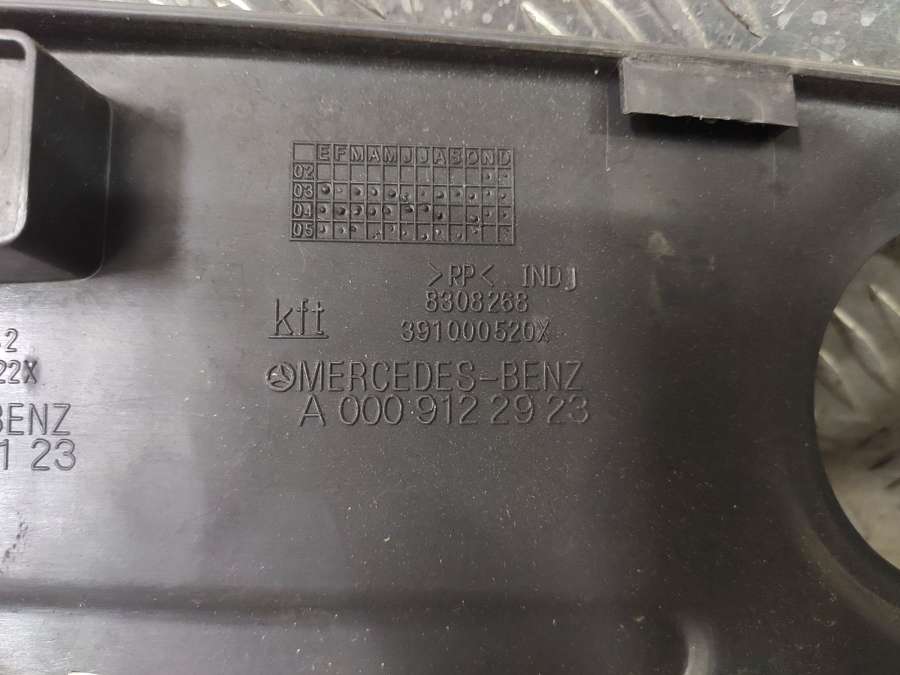 EFMAMJJASOND
02
03
04
05
>RP< INDJ
8308268
kft
391000520X
MERCEDES-BENZ
A 000 912 29 23
2
22X
BENZ
1 23